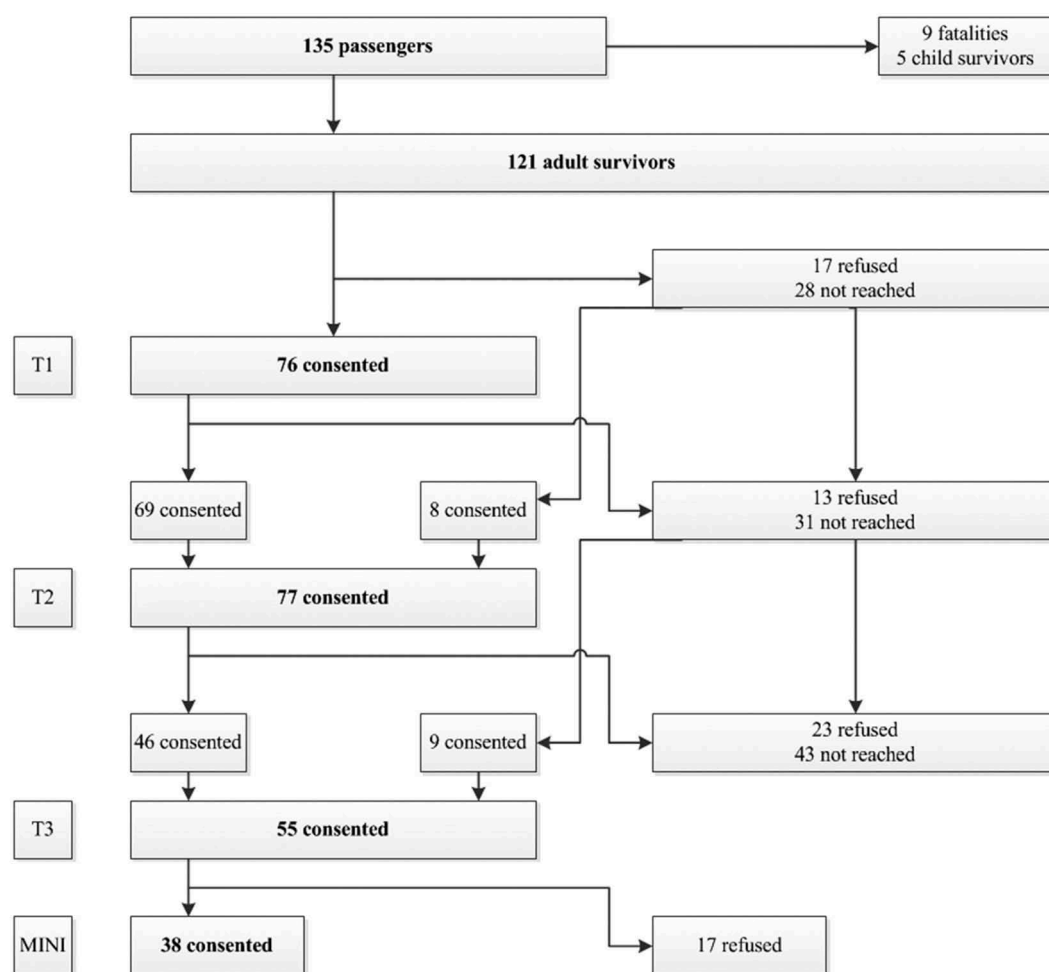 135 passengers
9 fatalities
5 child survivors
121 adult survivors
17 refused
28 not reached
T1
76 consented
69 consented
8 consented
13 refused
31 not reached
T2
77 consented
46 consented
9 consented
23 refused
43 not reached
T3
55 consented
MINI
38 consented
17 refused